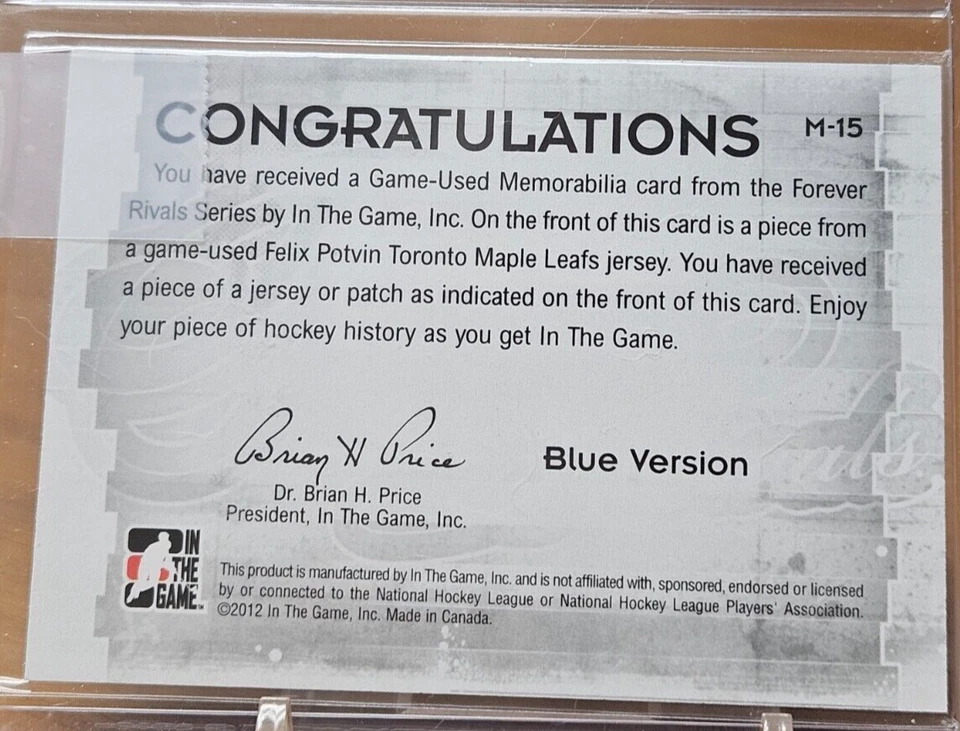 CONGRATULATIONS M-15
You have received a Game-Used Memorabilia card from the Forever
Rivals Series by In The Game, Inc. On the front of this card is a piece from
a game-used Felix Potvin Toronto Maple Leafs jersey. You have received
a piece of a jersey or patch as indicated on the front of this card. Enjoy
your piece of hockey history as you get In The Game.
Brian H Price
Blue Version
Dr. Brian H. Price
President, In The Game, Inc.
IN
THE
GAME™
This product is manufactured by In The Game, Inc. and is not affiliated with, sponsored, endorsed or licensed
by or connected to the National Hockey League or National Hockey League Players' Association.
©2012 In The Game, Inc. Made in Canada.